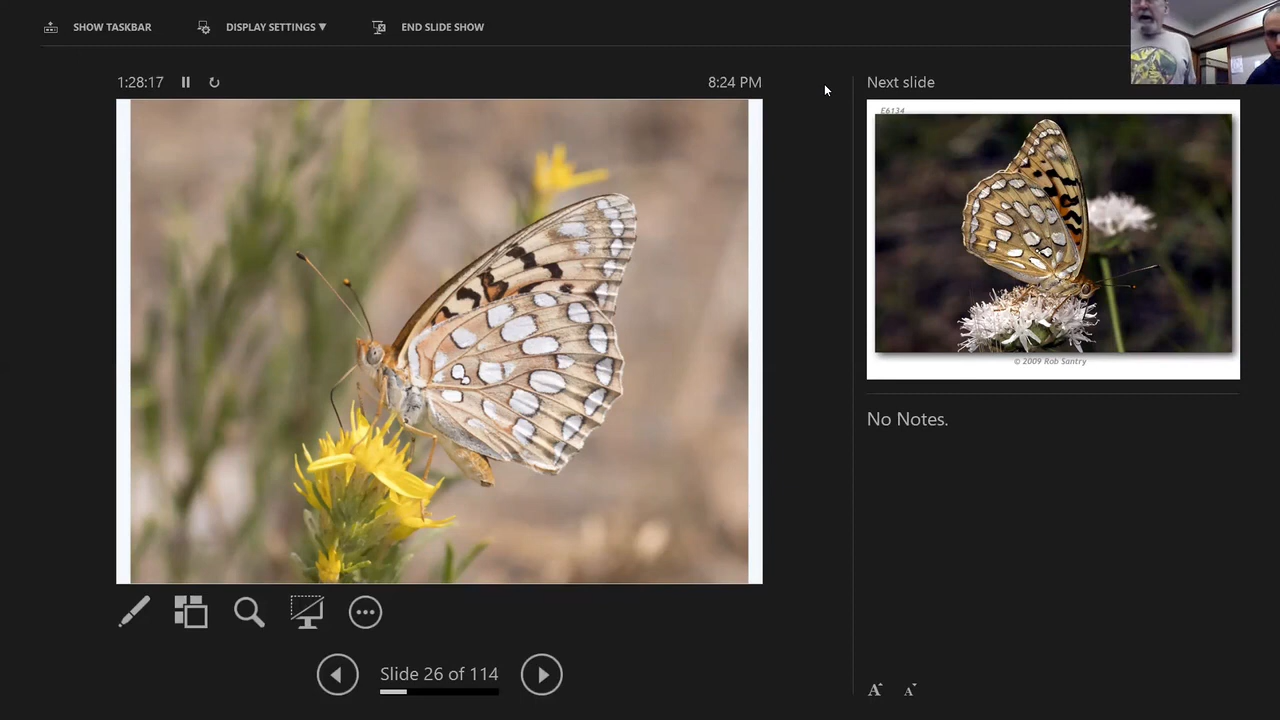 SHOW TASKBAR DISPLAY SETTINGS ▼ END SLIDE SHOW
1:28:17 8:24 PM
Next slide
E6134
© 2009 Rob Santry
No Notes.
Slide 26 of 114
A A